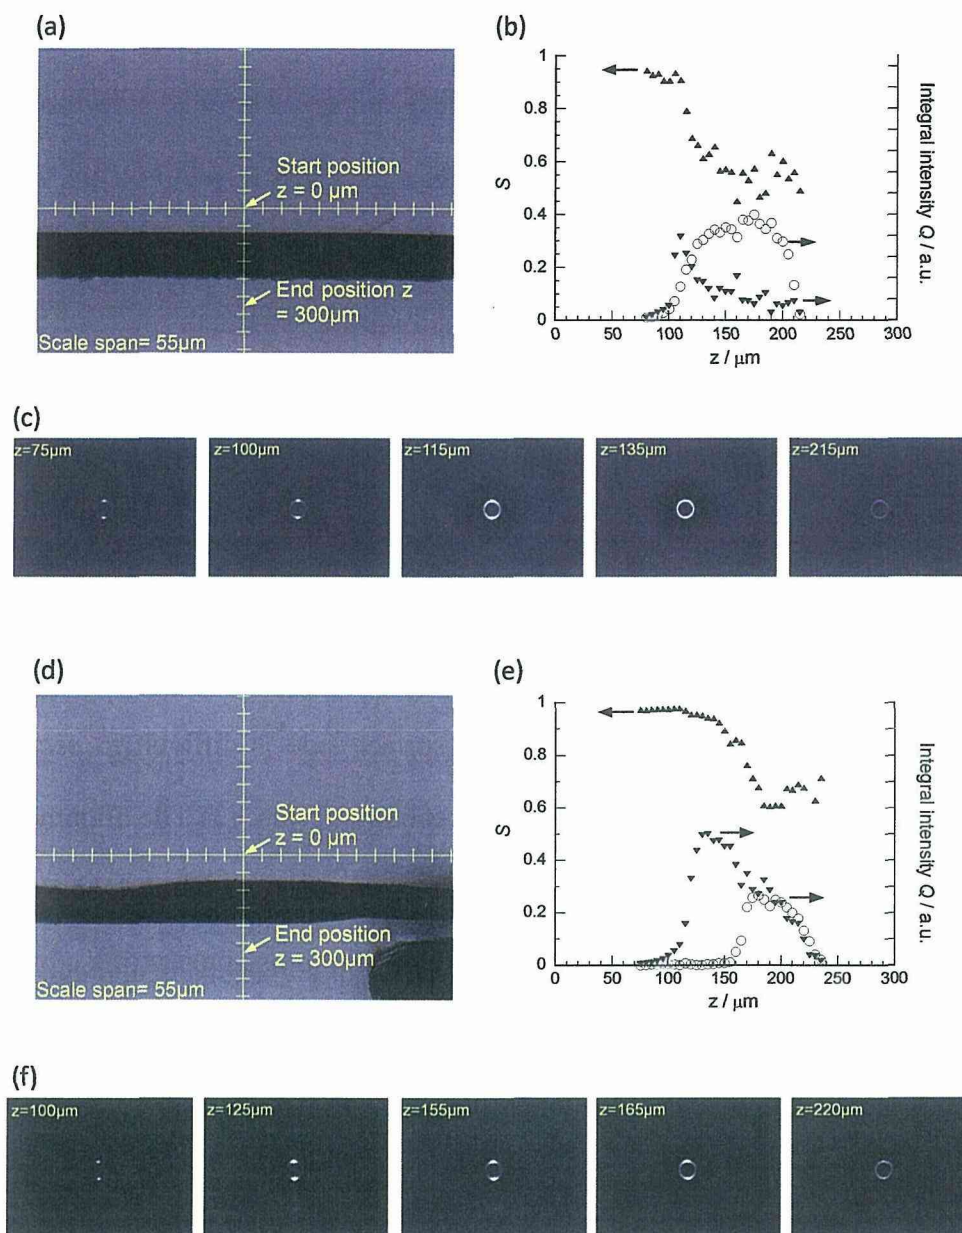 (a)
Start position
z = 0 µm
End position z
= 300µm
Scale span= 55µm
(b)
1
0.8
0.6
0.4
0.2
0
S
0 50 100 150 200 250 300
z / µm
Integral intensity Q / a.u.
(c)
z=75µm
z=100µm
z=115µm
z=135µm
z=215µm
(d)
Start position
z = 0 µm
End position
z = 300µm
Scale span= 55µm
(e)
1
0.8
0.6
0.4
0.2
0
S
0 50 100 150 200 250 300
z / µm
Integral intensity Q / a.u.
(f)
z=100µm
z=125µm
z=155µm
z=165µm
z=220µm